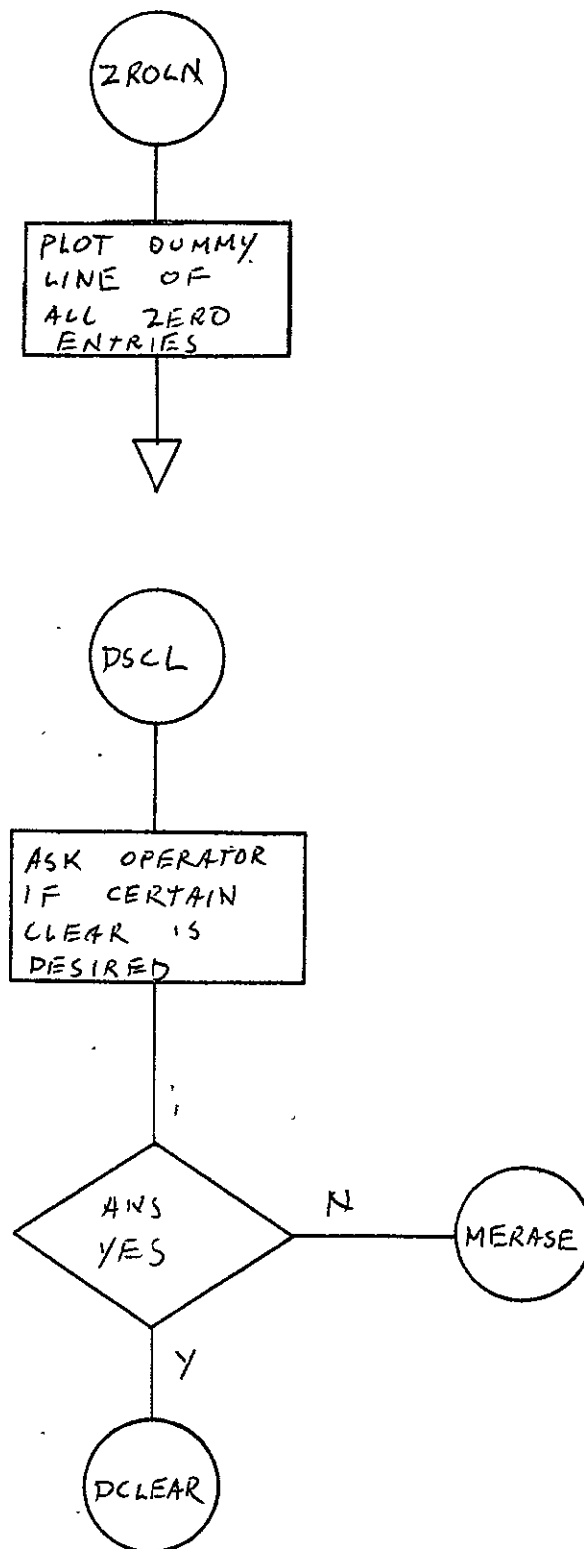 ZROLN
PLOT DUMMY
LINE OF
ALL ZERO
ENTRIES
DSCL
ASK OPERATOR
IF CERTAIN
CLEAR IS
DESIRED
ANS
YES
N
MERASE
Y
DCLEAR